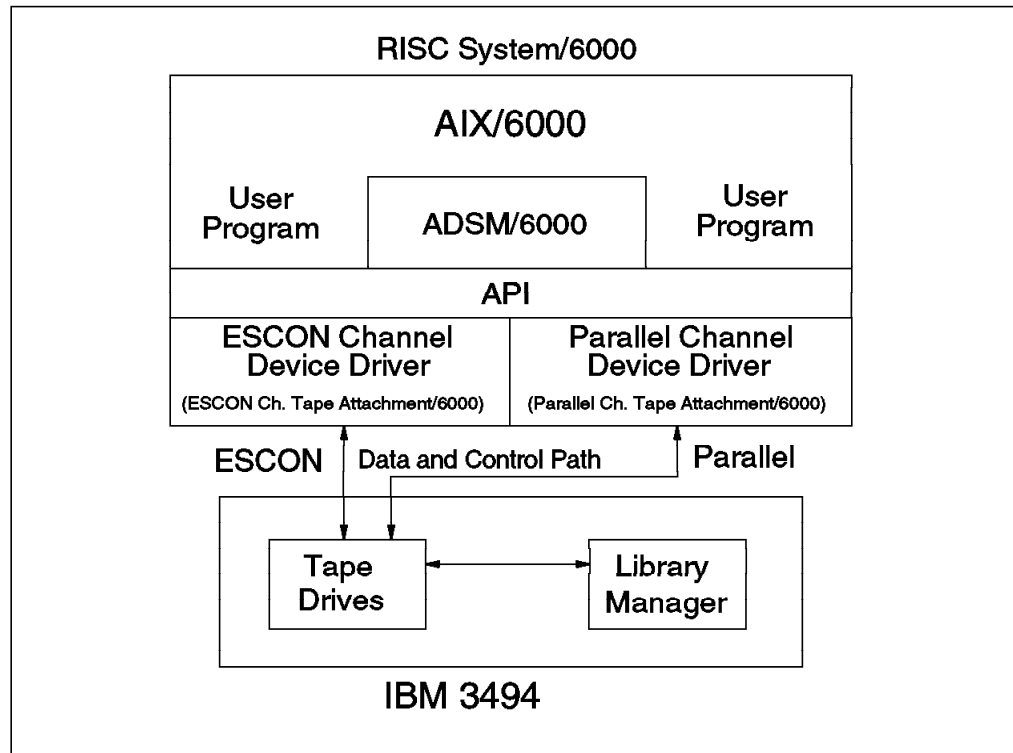 RISC System/6000
AIX/6000
User
Program
ADSM/6000
User
Program
API
ESCON Channel
Device Driver
(ESCON Ch. Tape Attachment/6000)
Parallel Channel
Device Driver
(Parallel Ch. Tape Attachment/6000)
ESCON
Data and Control Path
Parallel
Tape
Drives
Library
Manager
IBM 3494